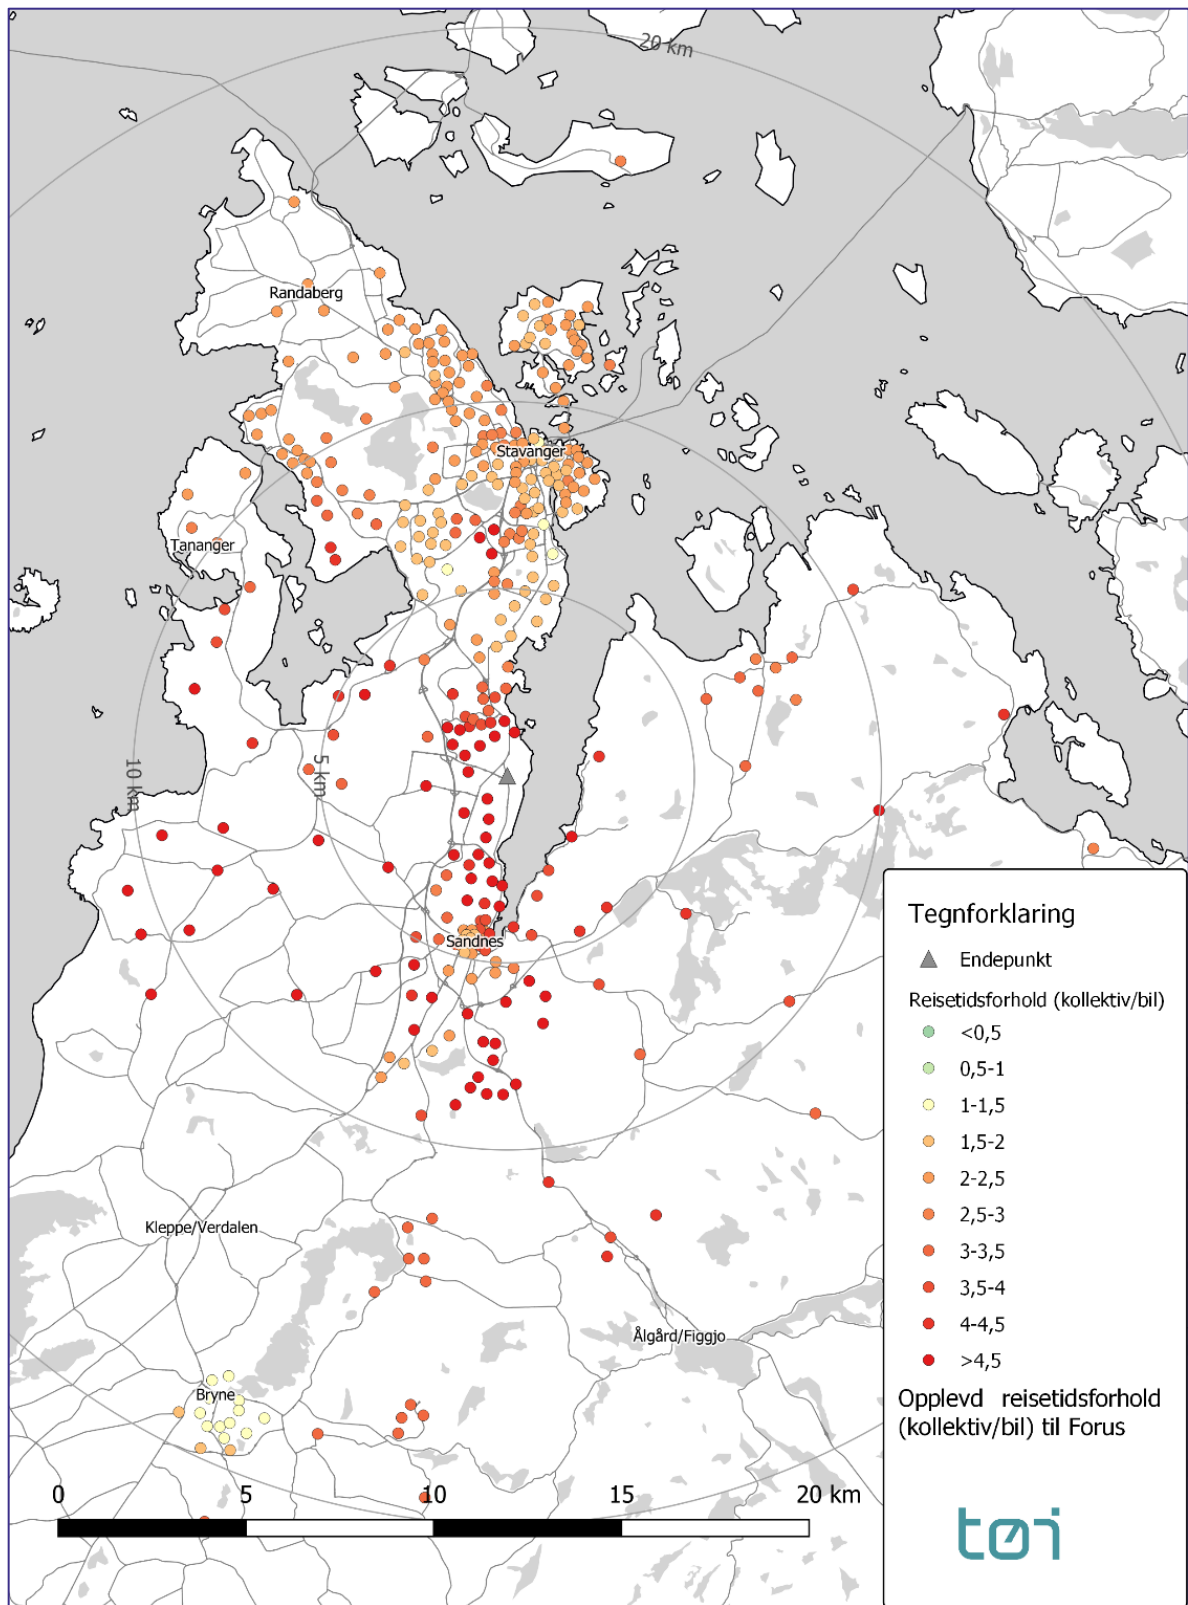 20 km
Randaberg
Stavanger
Tananger
10 km
5 km
Sandnes
Kleppe/Verdalen
Ålgård/Figgjo
Bryne
0 5 10 15 20 km
Tegnforklaring
Endepunkt
Reisetidsforhold (kollektiv/bil)
<0,5
0,5-1
1-1,5
1,5-2
2-2,5
2,5-3
3-3,5
3,5-4
4-4,5
>4,5
Opplevd reisetidsforhold
(kollektiv/bil) til Forus
tøi